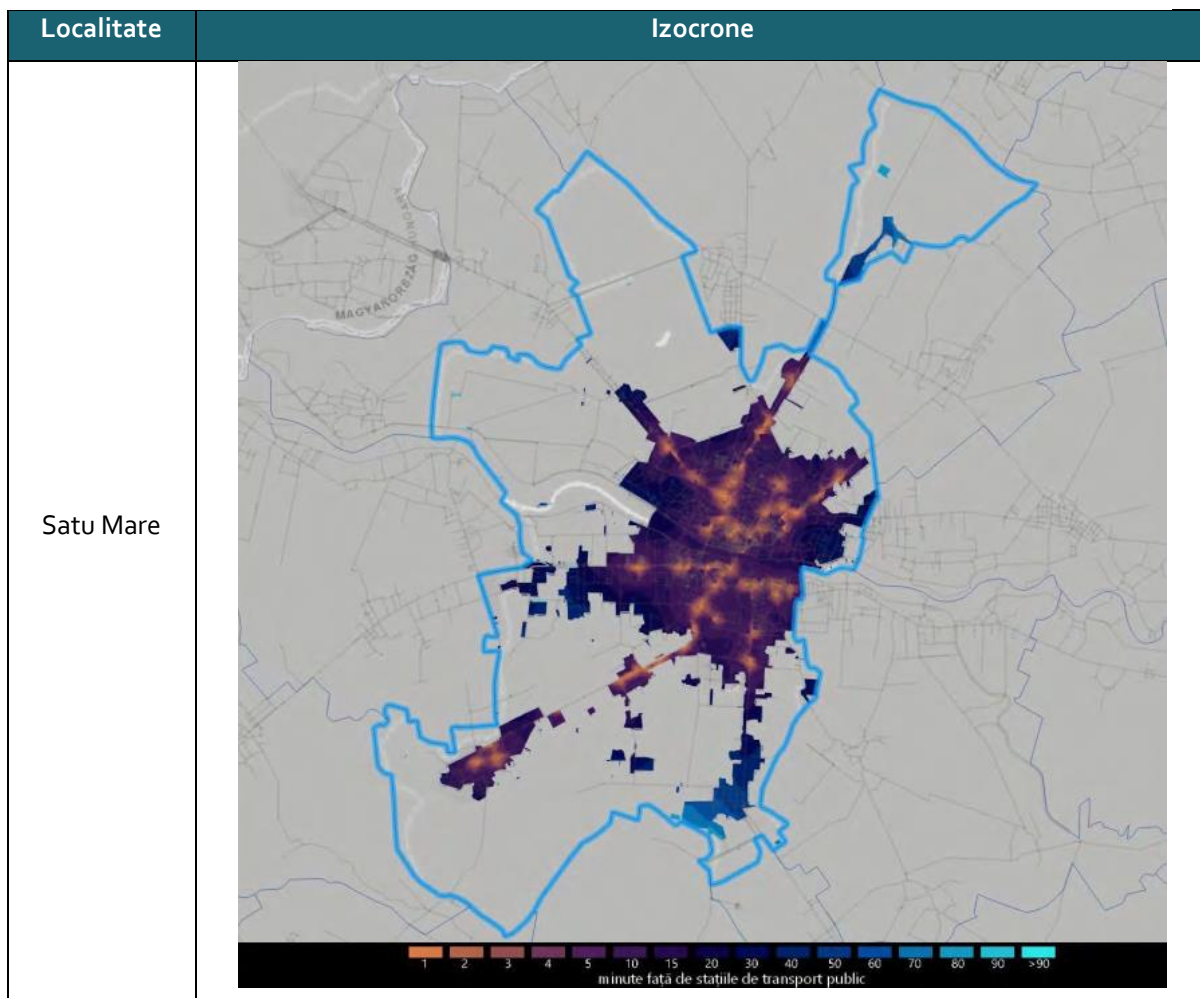 Localitate
Izocrone
Satu Mare
MAGYARORSZÁG / HUNGARY
1 2 3 4 5 10 15 20 30 40 50 60 70 80 90 >90
minute față de stațiile de transport public